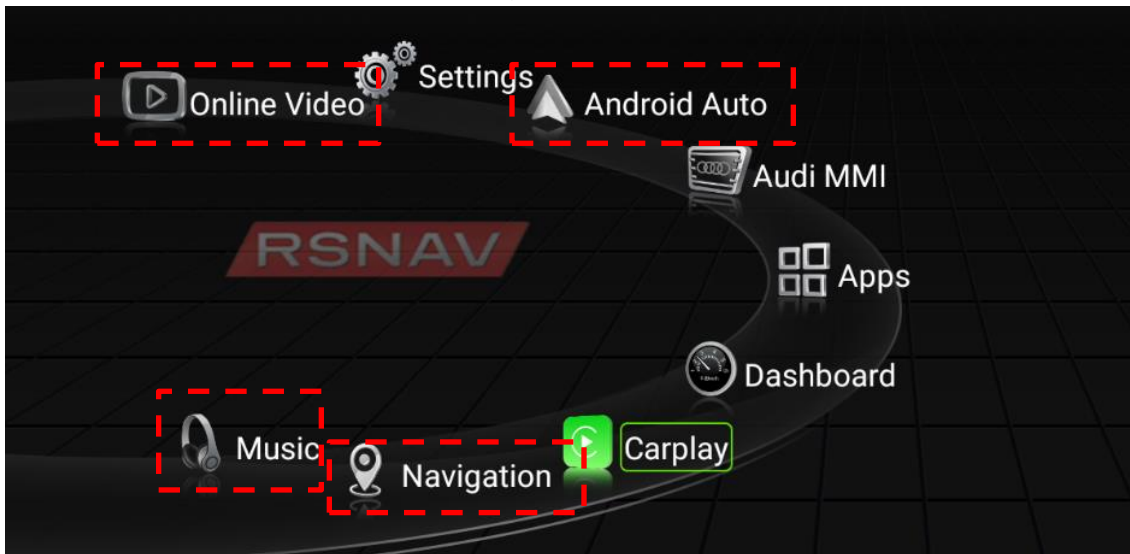 Settings
Online Video
Android Auto
Audi MMI
RSNAV
Apps
Dashboard
Music
Carplay
Navigation